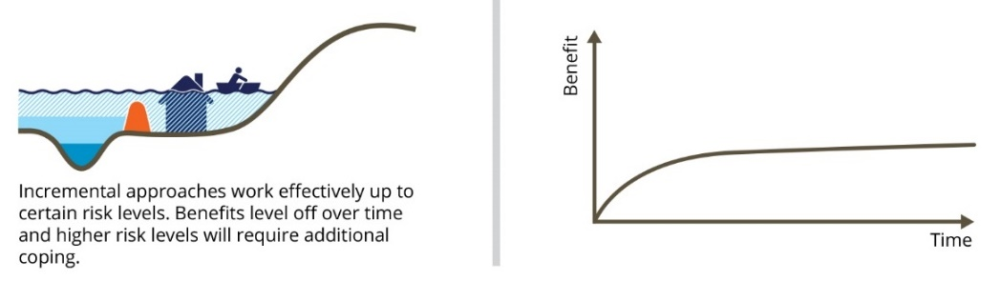 Incremental approaches work effectively up to
certain risk levels. Benefits level off over time
and higher risk levels will require additional
coping.
Benefit
Time